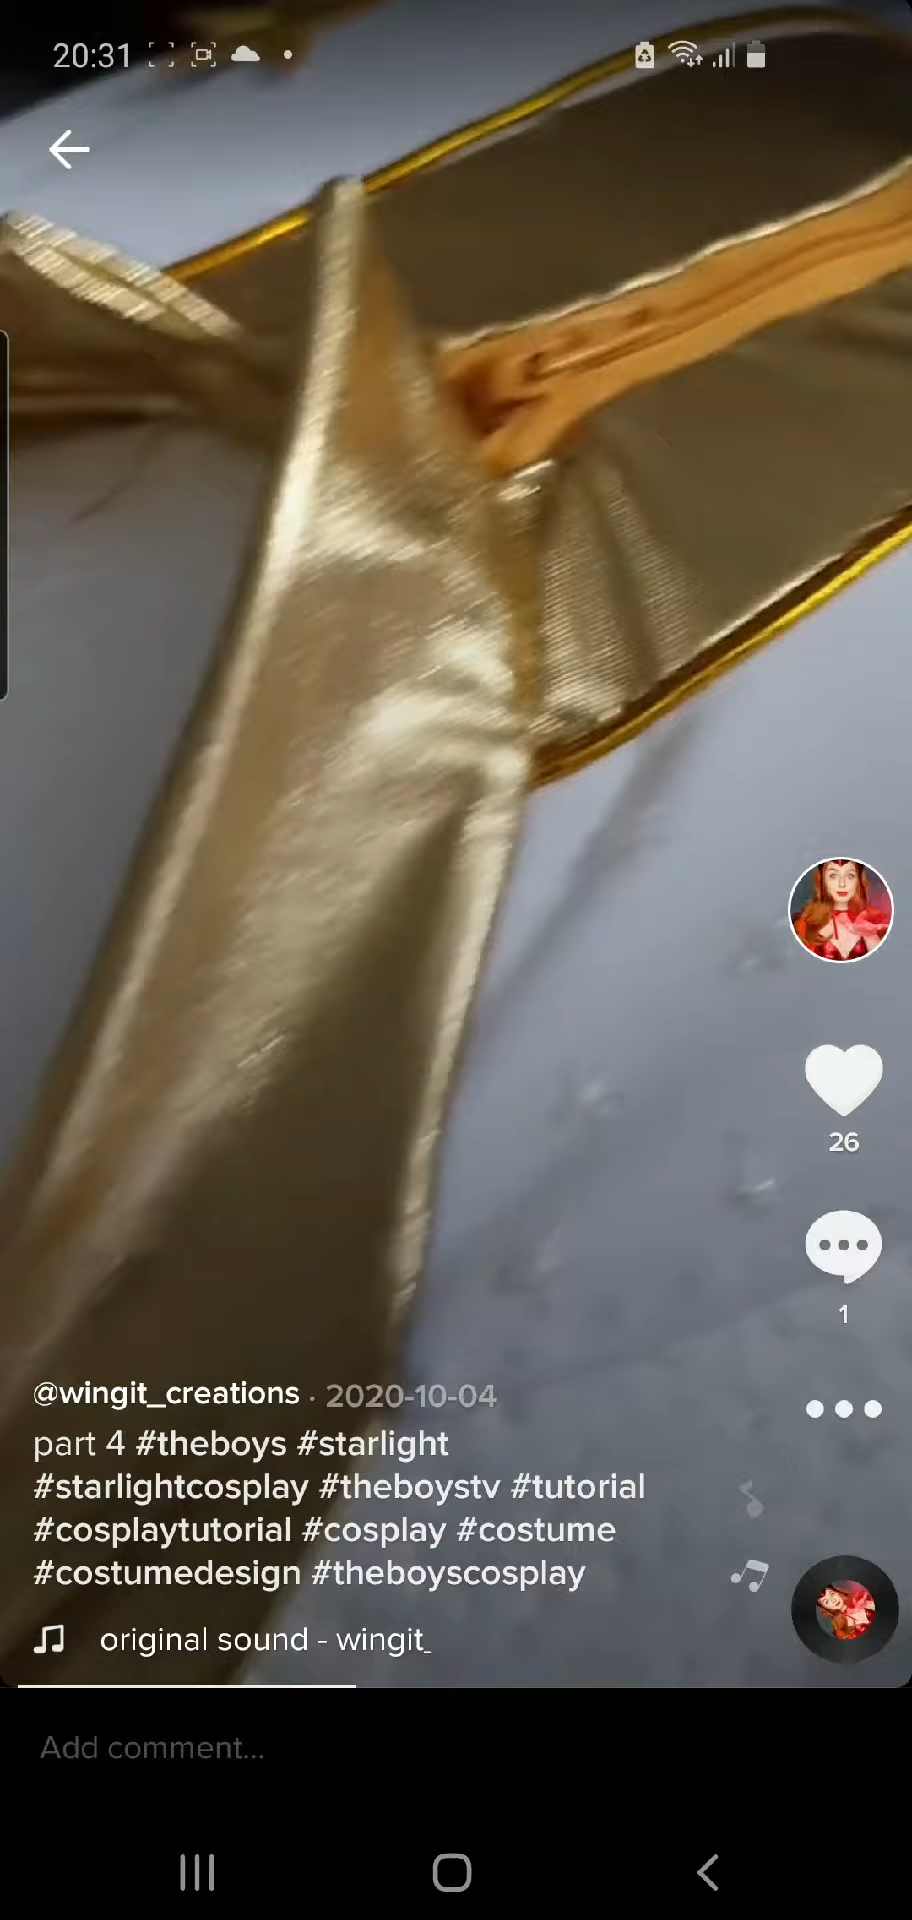 20:31
26
1
@wingit_creations · 2020-10-04
part 4 #theboys #starlight
#starlightcosplay #theboystv #tutorial
#cosplaytutorial #cosplay #costume
#costumedesign #theboyscosplay
original sound - wingit_
Add comment...